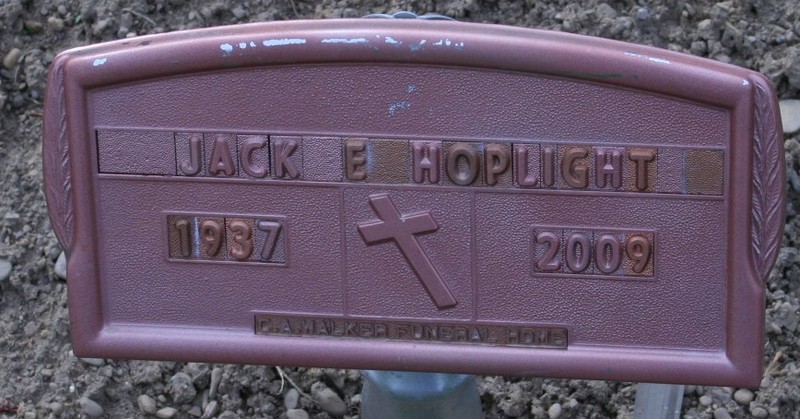 JACK E HOPLIGHT
1937 2009
C.A.WALKER FUNERAL HOME